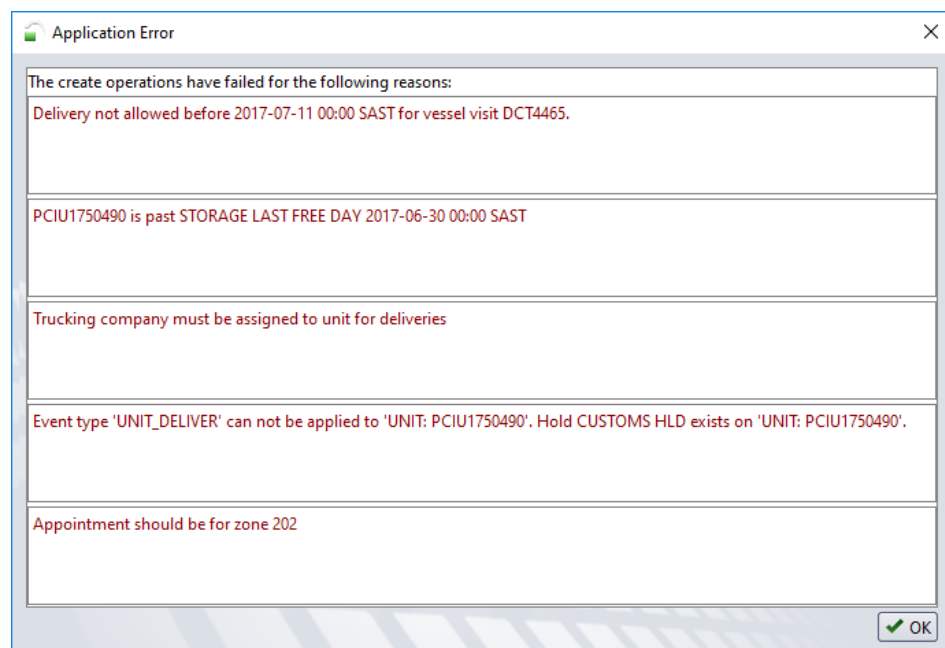 Application Error
The create operations have failed for the following reasons:
Delivery not allowed before 2017-07-11 00:00 SAST for vessel visit DCT4465.
PCIU1750490 is past STORAGE LAST FREE DAY 2017-06-30 00:00 SAST
Trucking company must be assigned to unit for deliveries
Event type 'UNIT_DELIVER' can not be applied to 'UNIT: PCIU1750490'. Hold CUSTOMS HLD exists on 'UNIT: PCIU1750490'.
Appointment should be for zone 202
OK